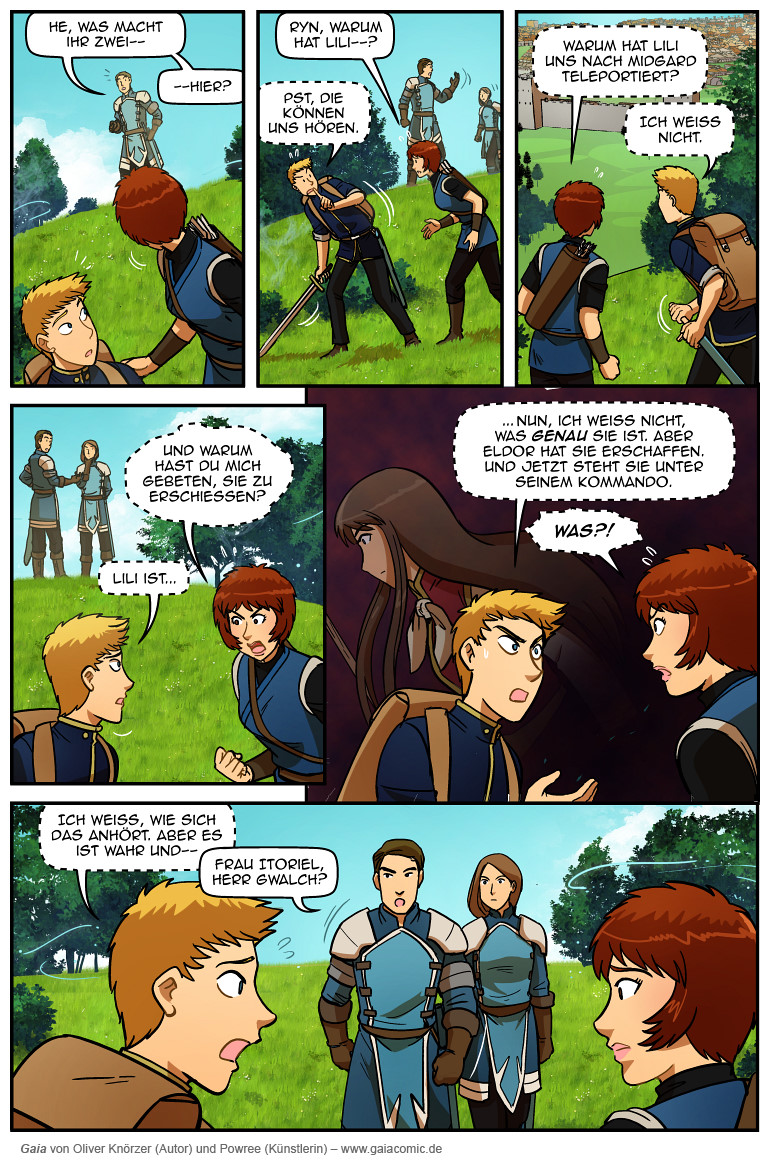 HE, WAS MACHT
IHR ZWEI--
--HIER?
RYN, WARUM
HAT LILI--?
PST, DIE
KÖNNEN
UNS HÖREN.
WARUM HAT LILI
UNS NACH MIDGARD
TELEPORTIERT?
ICH WEISS
NICHT.
UND WARUM
HAST DU MICH
GEBETEN, SIE ZU
ERSCHIESSEN?
LILI IST...
...NUN, ICH WEISS NICHT,
WAS GENAU SIE IST. ABER
ELDOR HAT SIE ERSCHAFFEN.
UND JETZT STEHT SIE UNTER
SEINEM KOMMANDO.
WAS?!
ICH WEISS, WIE SICH
DAS ANHÖRT. ABER ES
IST WAHR UND--
FRAU ITORIEL,
HERR GWALCH?
Gaia von Oliver Knörzer (Autor) und Powree (Künstlerin) – www.gaiacomic.de